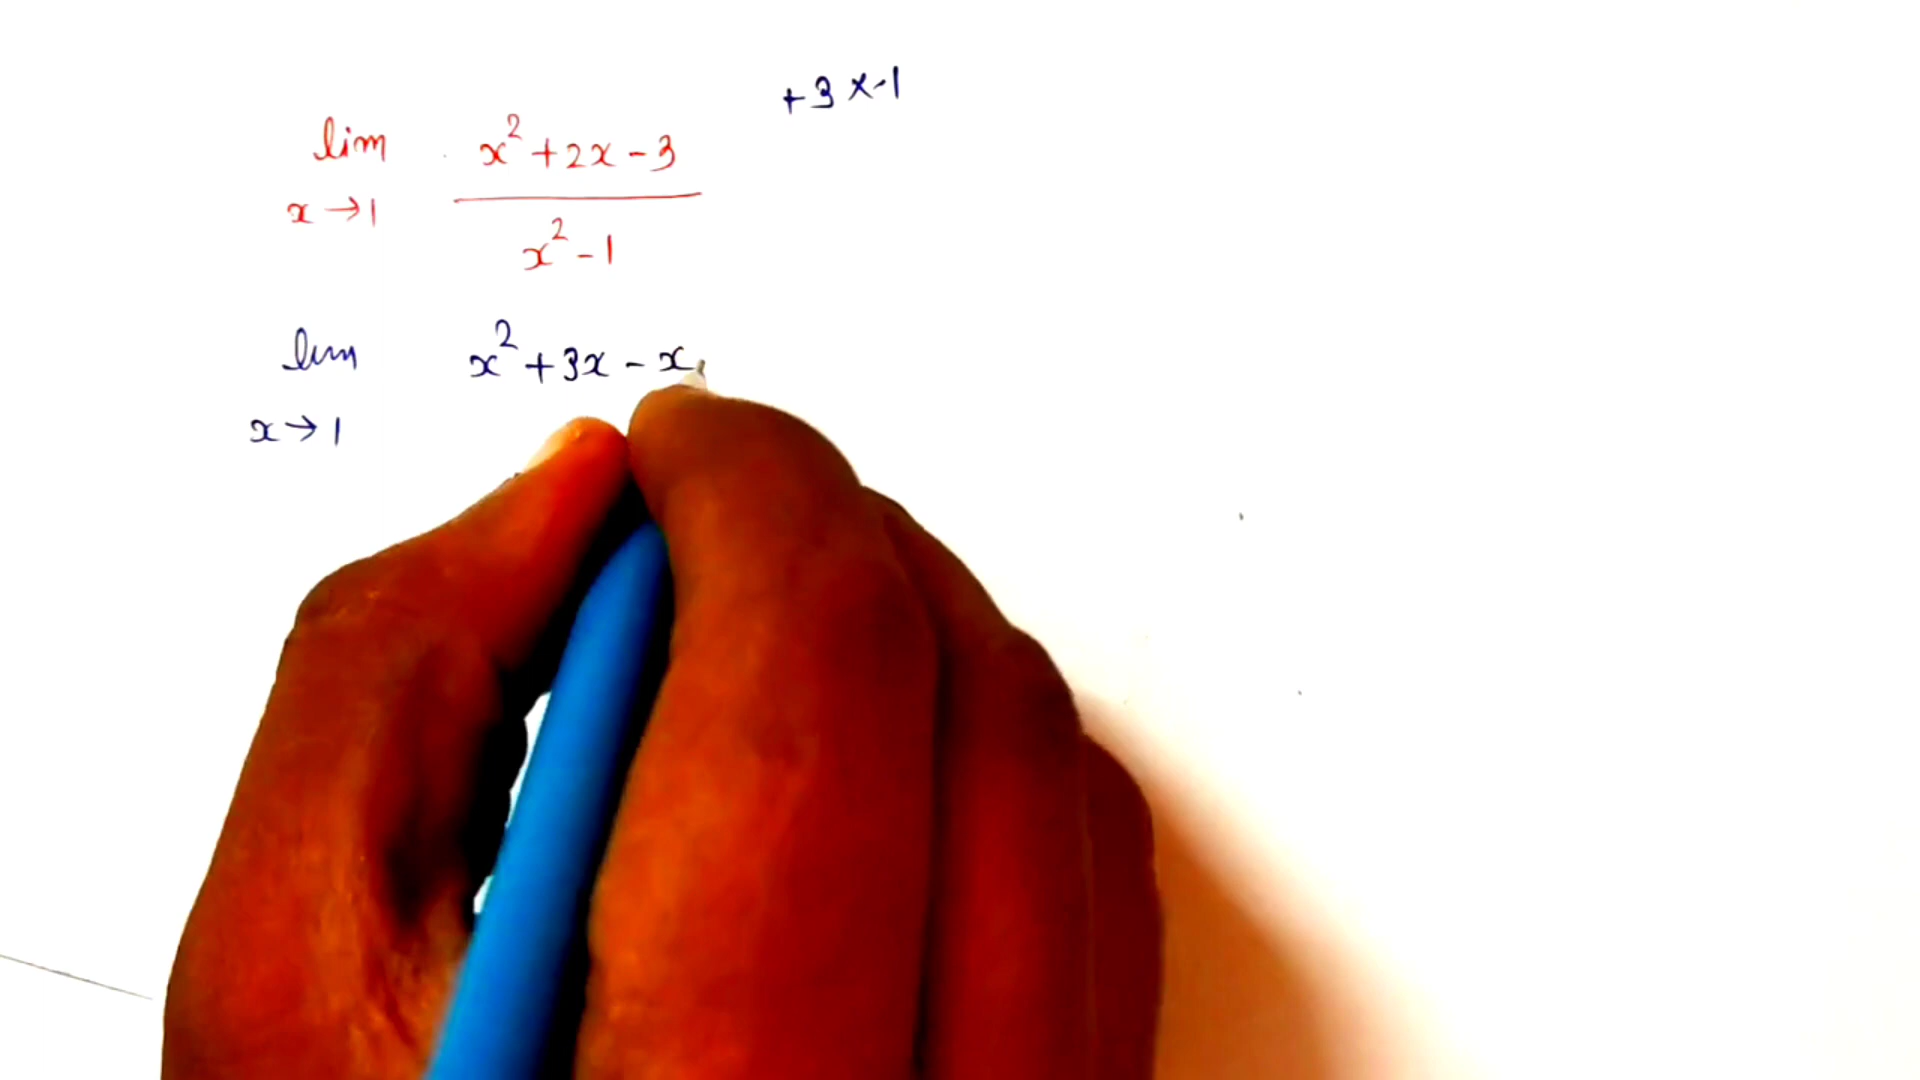 +3 x -1
lim x² + 2x - 3
x → 1 x² - 1
lim x² + 3x - x
x → 1